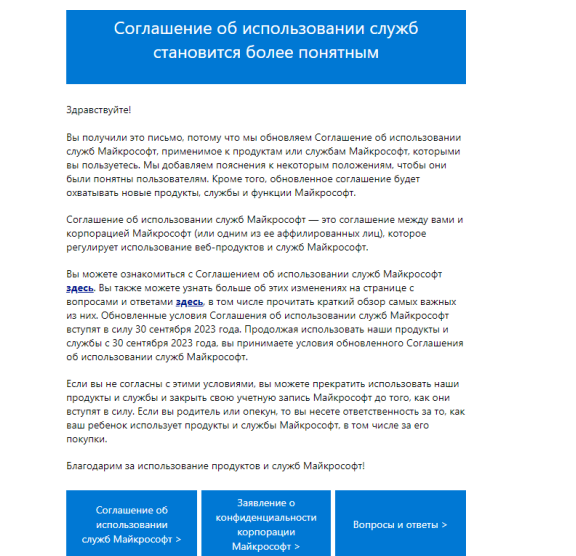 Соглашение об использовании служб
становится более понятным
Здравствуйте!
Вы получили это письмо, потому что мы обновляем Соглашение об использовании
служб Майкрософт, применимое к продуктам или службам Майкрософт, которыми
вы пользуетесь. Мы добавляем пояснения к некоторым положениям, чтобы они
были понятны пользователям. Кроме того, обновленное соглашение будет
охватывать новые продукты, службы и функции Майкрософт.
Соглашение об использовании служб Майкрософт — это соглашение между вами и
корпорацией Майкрософт (или одним из ее аффилированных лиц), которое
регулирует использование веб-продуктов и служб Майкрософт.
Вы можете ознакомиться с Соглашением об использовании служб Майкрософт
здесь. Вы также можете узнать больше об этих изменениях на странице с
вопросами и ответами здесь, в том числе прочитать краткий обзор самых важных
из них. Обновленные условия Соглашения об использовании служб Майкрософт
вступят в силу 30 сентября 2023 года. Продолжая использовать наши продукты и
службы с 30 сентября 2023 года, вы принимаете условия обновленного Соглашения
об использовании служб Майкрософт.
Если вы не согласны с этими условиями, вы можете прекратить использовать наши
продукты и службы и закрыть свою учетную запись Майкрософт до того, как они
вступят в силу. Если вы родитель или опекун, то вы несете ответственность за то, как
ваш ребенок использует продукты и службы Майкрософт, в том числе за его
покупки.
Благодарим за использование продуктов и служб Майкрософт!
Соглашение об
использовании
служб Майкрософт >
Заявление о
конфиденциальности
корпорации
Майкрософт >
Вопросы и ответы >